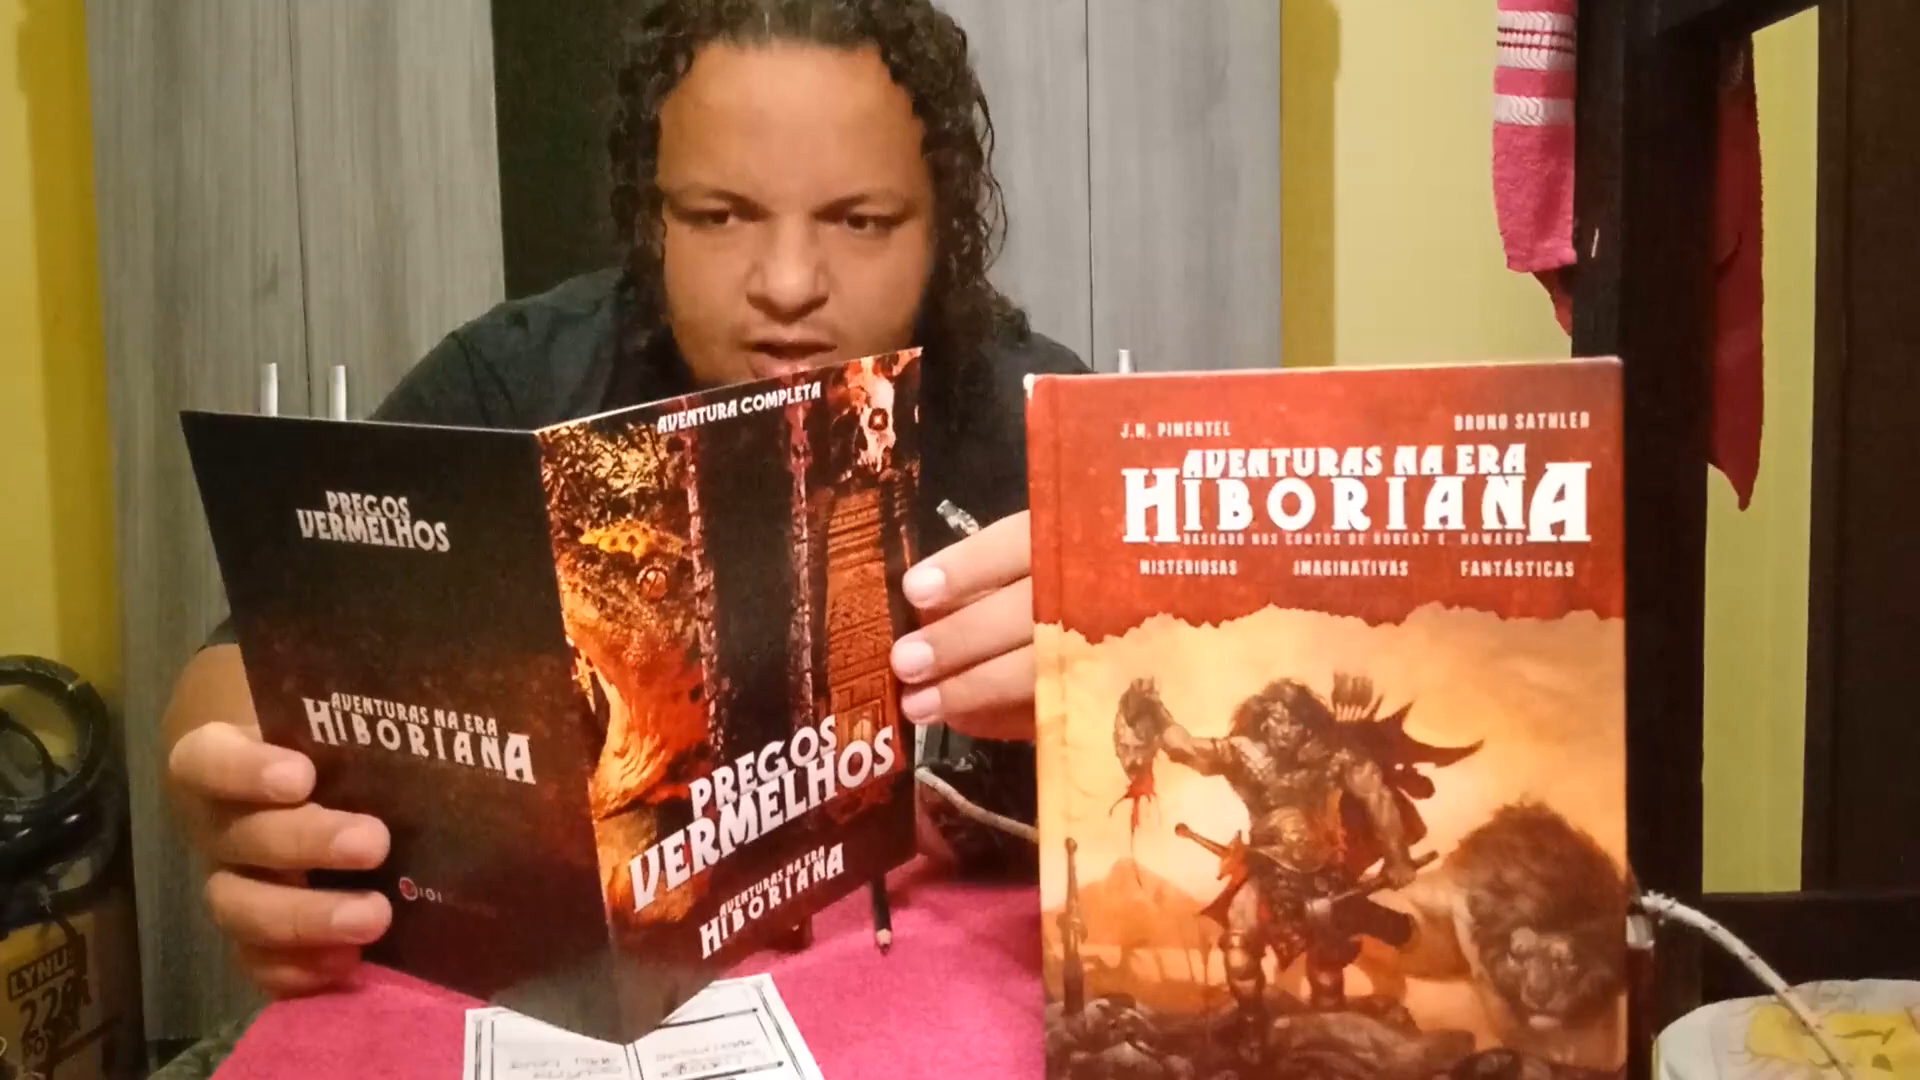 AVENTURA COMPLETA
PREGOS
VERMELHOS
AVENTURAS NA ERA
HIBORIANA
PREGOS
VERMELHOS
AVENTURAS NA ERA
HIBORIANA
101
J.M. PIMENTEL
BRUNO SATHLER
AVENTURAS NA ERA
HIBORIANA
BASEADO NOS CONTOS DE ROBERT E. HOWARD
MISTERIOSAS IMAGINATIVAS FANTÁSTICAS